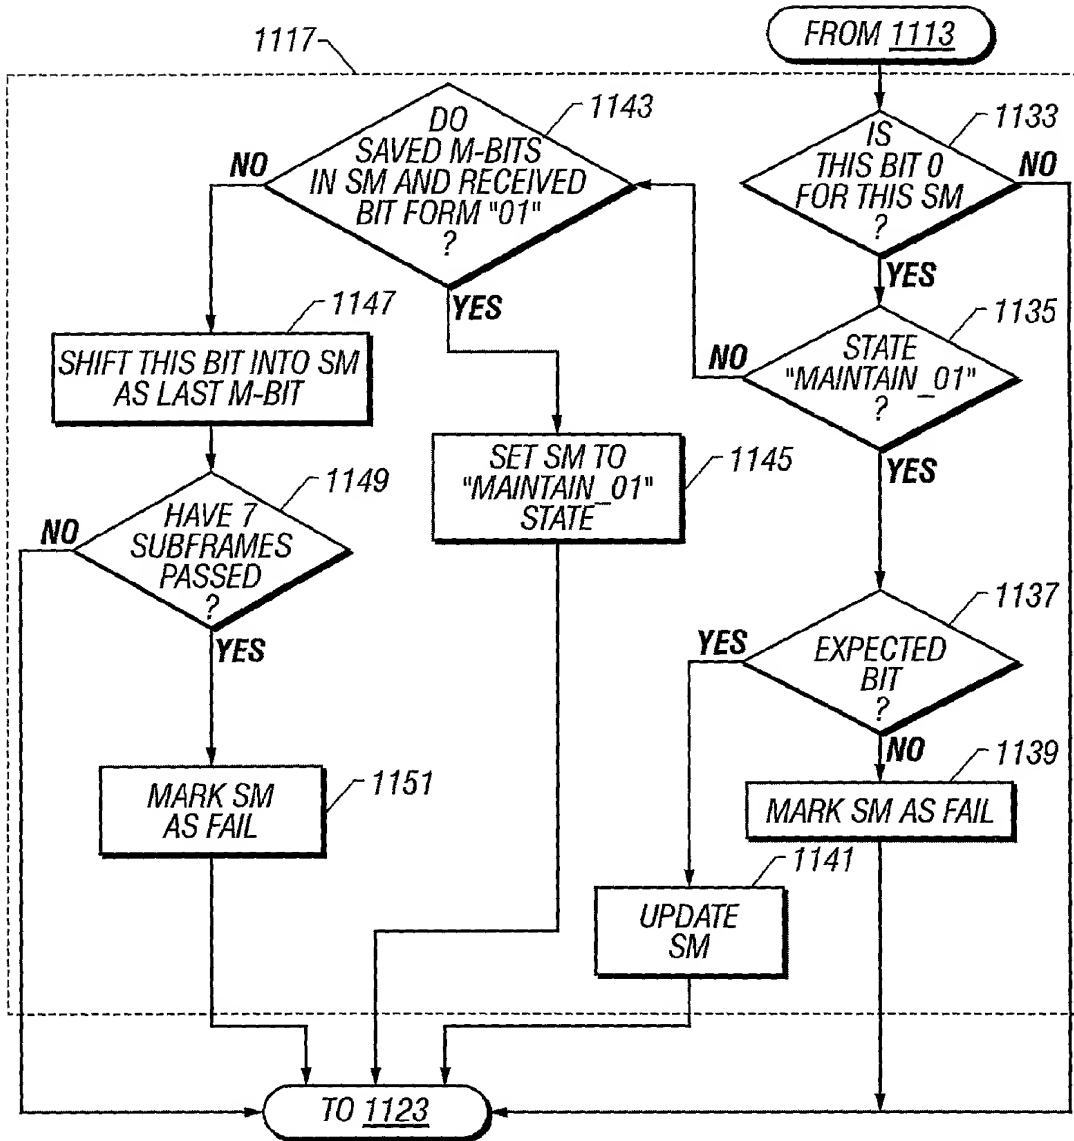 FROM 1113
1117
1143
DO
SAVED M-BITS
IN SM AND RECEIVED
BIT FORM "01"
?
NO
YES
1133
IS
THIS BIT 0
FOR THIS SM
?
NO
YES
1147
SHIFT THIS BIT INTO SM
AS LAST M-BIT
1135
STATE
"MAINTAIN_01"
?
NO
YES
1145
SET SM TO
"MAINTAIN_01"
STATE
1149
HAVE 7
SUBFRAMES
PASSED
?
NO
YES
1137
EXPECTED
BIT
?
YES
NO
1151
MARK SM
AS FAIL
1139
MARK SM AS FAIL
1141
UPDATE
SM
TO 1123